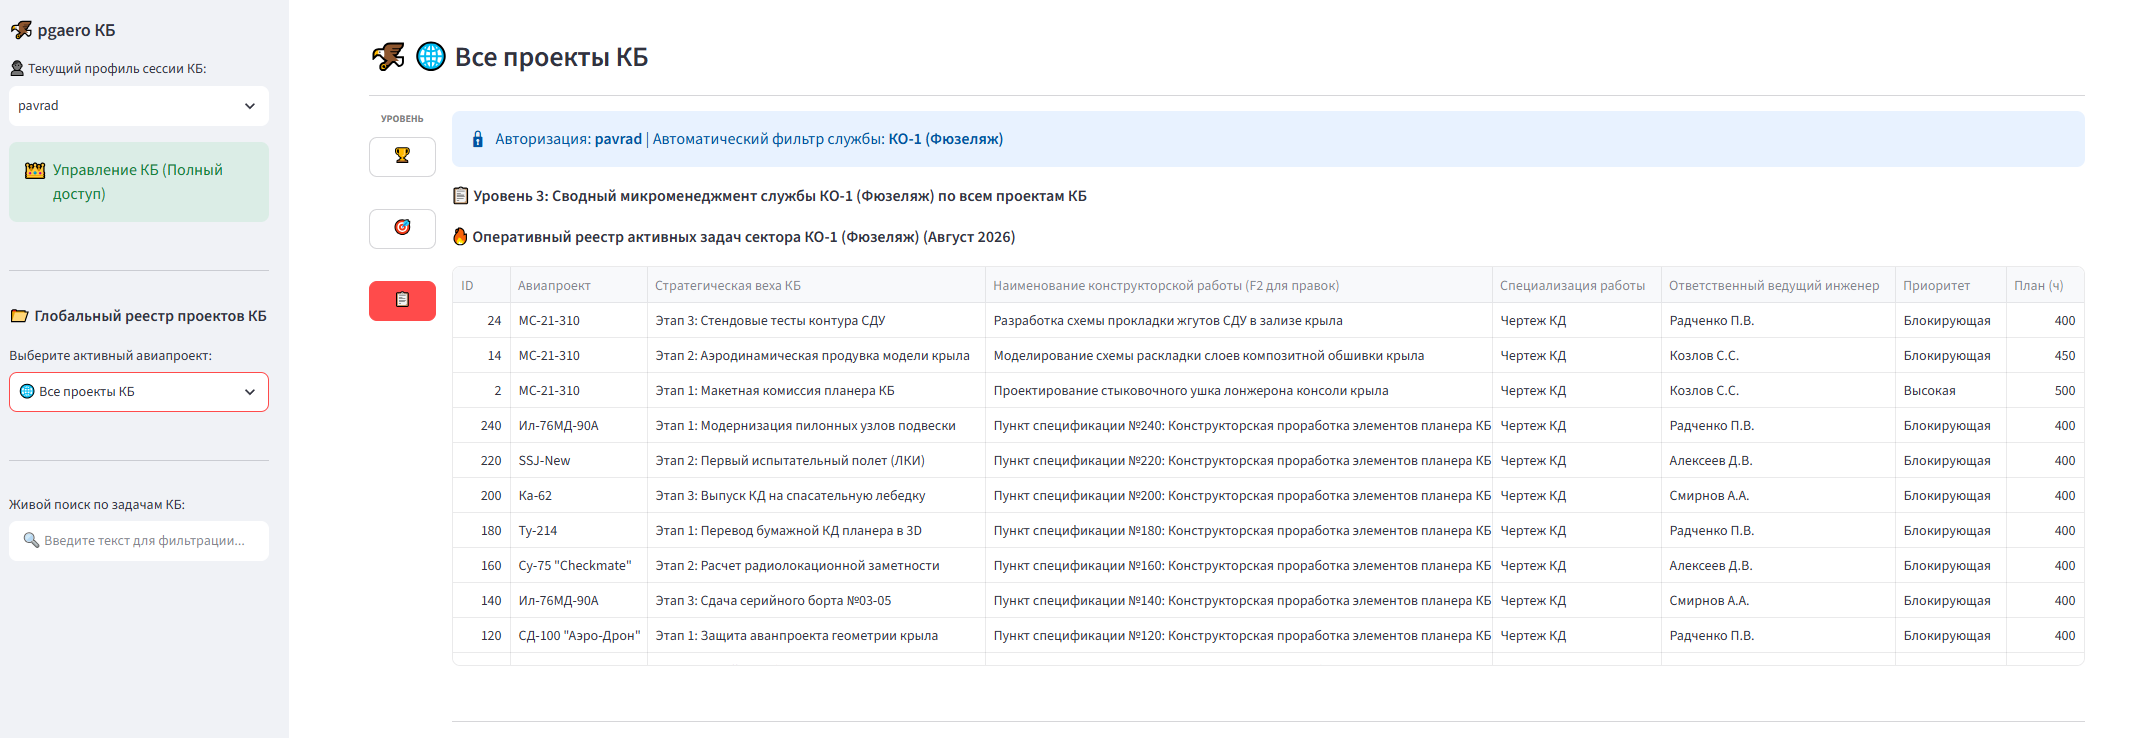 pgaero КБ
Текущий профиль сессии КБ:
pavrad
Управление КБ (Полный
доступ)
Глобальный реестр проектов КБ
Выберите активный авиапроект:
Все проекты КБ
Живой поиск по задачам КБ:
Введите текст для фильтрации...
Все проекты КБ
УРОВЕНЬ
Авторизация: pavrad | Автоматический фильтр службы: КО-1 (Фюзеляж)
Уровень 3: Сводный микроменеджмент службы КО-1 (Фюзеляж) по всем проектам КБ
Оперативный реестр активных задач сектора КО-1 (Фюзеляж) (Август 2026)
ID Авиапроект Стратегическая веха КБ Наименование конструкторской работы (F2 для правок) Специализация работы Ответственный ведущий инженер Приоритет План (ч)
24 МС-21-310 Этап 3: Стендовые тесты контура СДУ Разработка схемы прокладки жгутов СДУ в зализе крыла Чертеж КД Радченко П.В. Блокирующая 400
14 МС-21-310 Этап 2: Аэродинамическая продувка модели крыла Моделирование схемы раскладки слоев композитной обшивки крыла Чертеж КД Козлов С.С. Блокирующая 450
2 МС-21-310 Этап 1: Макетная комиссия планера КБ Проектирование стыковочного ушка лонжерона консоли крыла Чертеж КД Козлов С.С. Высокая 500
240 Ил-76МД-90А Этап 1: Модернизация пилонных узлов подвески Пункт спецификации №240: Конструкторская проработка элементов планера КБ Чертеж КД Радченко П.В. Блокирующая 400
220 SSJ-New Этап 2: Первый испытательный полет (ЛКИ) Пункт спецификации №220: Конструкторская проработка элементов планера КБ Чертеж КД Алексеев Д.В. Блокирующая 400
200 Ка-62 Этап 3: Выпуск КД на спасательную лебедку Пункт спецификации №200: Конструкторская проработка элементов планера КБ Чертеж КД Смирнов А.А. Блокирующая 400
180 Ту-214 Этап 1: Перевод бумажной КД планера в 3D Пункт спецификации №180: Конструкторская проработка элементов планера КБ Чертеж КД Радченко П.В. Блокирующая 400
160 Су-75 "Checkmate" Этап 2: Расчет радиолокационной заметности Пункт спецификации №160: Конструкторская проработка элементов планера КБ Чертеж КД Алексеев Д.В. Блокирующая 400
140 Ил-76МД-90А Этап 3: Сдача серийного борта №03-05 Пункт спецификации №140: Конструкторская проработка элементов планера КБ Чертеж КД Смирнов А.А. Блокирующая 400
120 СД-100 "Аэро-Дрон" Этап 1: Защита аванпроекта геометрии крыла Пункт спецификации №120: Конструкторская проработка элементов планера КБ Чертеж КД Радченко П.В. Блокирующая 400